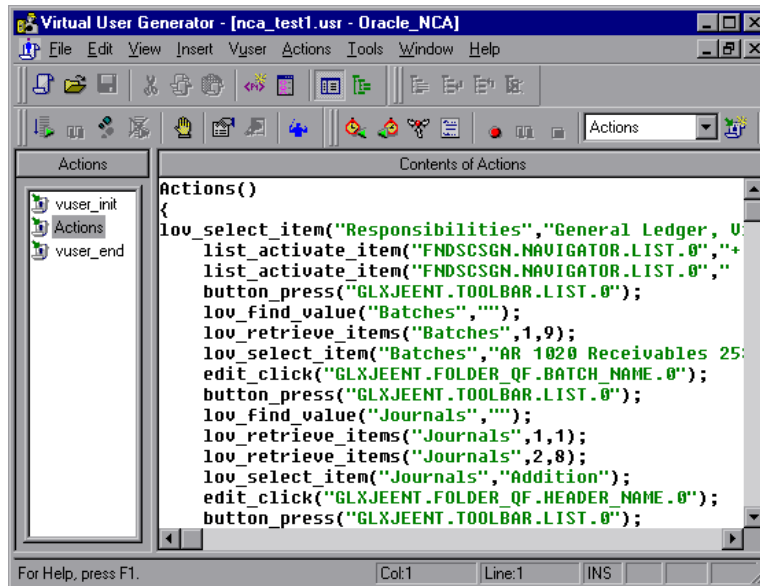 Virtual User Generator - [nca_test1.usr - Oracle_NCA]
File Edit View Insert Vuser Actions Tools Window Help
Actions
Actions
Contents of Actions
vuser_init
Actions
vuser_end
Actions()
{
lov_select_item("Responsibilities","General Ledger,
list_activate_item("FNDSCSGN.NAVIGATOR.LIST.0","+
list_activate_item("FNDSCSGN.NAVIGATOR.LIST.0","
button_press("GLXJEENT.TOOLBAR.LIST.0");
lov_find_value("Batches","");
lov_retrieve_items("Batches",1,9);
lov_select_item("Batches","AR 1020 Receivables 25
edit_click("GLXJEENT.FOLDER_QF.BATCH_NAME.0");
button_press("GLXJEENT.TOOLBAR.LIST.0");
lov_find_value("Journals","");
lov_retrieve_items("Journals",1,1);
lov_retrieve_items("Journals",2,8);
lov_select_item("Journals","Addition");
edit_click("GLXJEENT.FOLDER_QF.HEADER_NAME.0");
button_press("GLXJEENT.TOOLBAR.LIST.0");
For Help, press F1.
Col:1
Line:1
INS